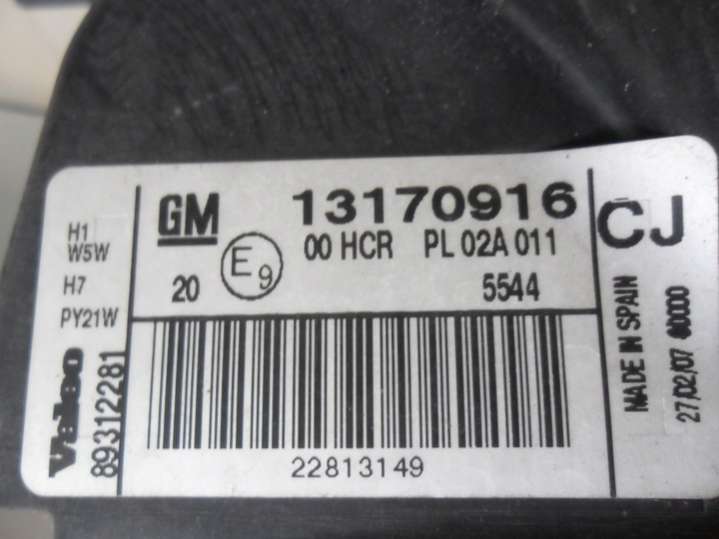 H1
W5W
H7
PY21W
Valeo
89312281
GM
13170916
00 HCR PL 02A 011
20
E9
5544
22813149
CJ
MADE IN SPAIN
27/02/07